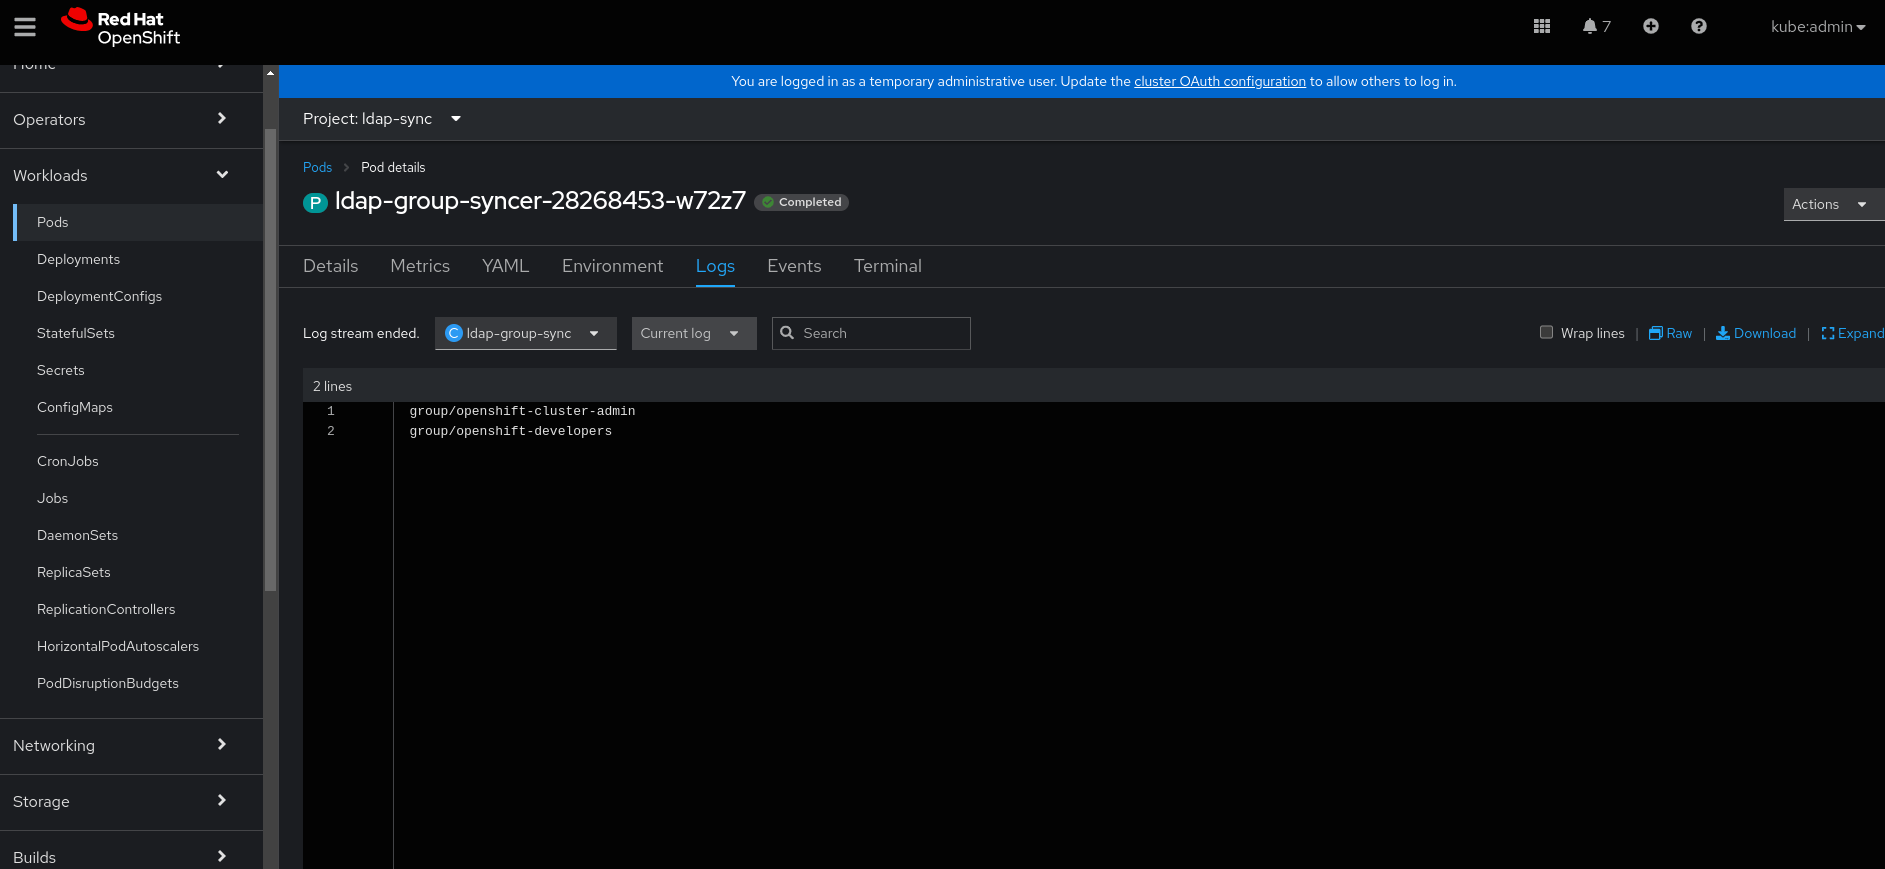 Red Hat
OpenShift
7
kube:admin
Home
Operators
Workloads
Pods
Deployments
DeploymentConfigs
StatefulSets
Secrets
ConfigMaps
CronJobs
Jobs
DaemonSets
ReplicaSets
ReplicationControllers
HorizontalPodAutoscalers
PodDisruptionBudgets
Networking
Storage
Builds
You are logged in as a temporary administrative user. Update the cluster OAuth configuration to allow others to log in.
Project: ldap-sync
Pods > Pod details
P ldap-group-syncer-28268453-w72z7 Completed
Actions
Details Metrics YAML Environment Logs Events Terminal
Log stream ended. C ldap-group-sync Current log Search Wrap lines | Raw | Download | Expand
2 lines
1 group/openshift-cluster-admin
2 group/openshift-developers